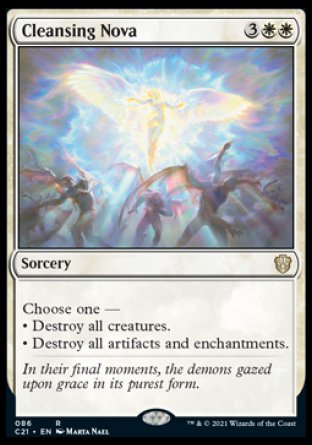 Cleansing Nova 3
Sorcery
Choose one —
• Destroy all creatures.
• Destroy all artifacts and enchantments.
In their final moments, the demons gazed
upon grace in its purest form.
086 R
C21 • EN Marta Nael ™ & © 2021 Wizards of the Coast